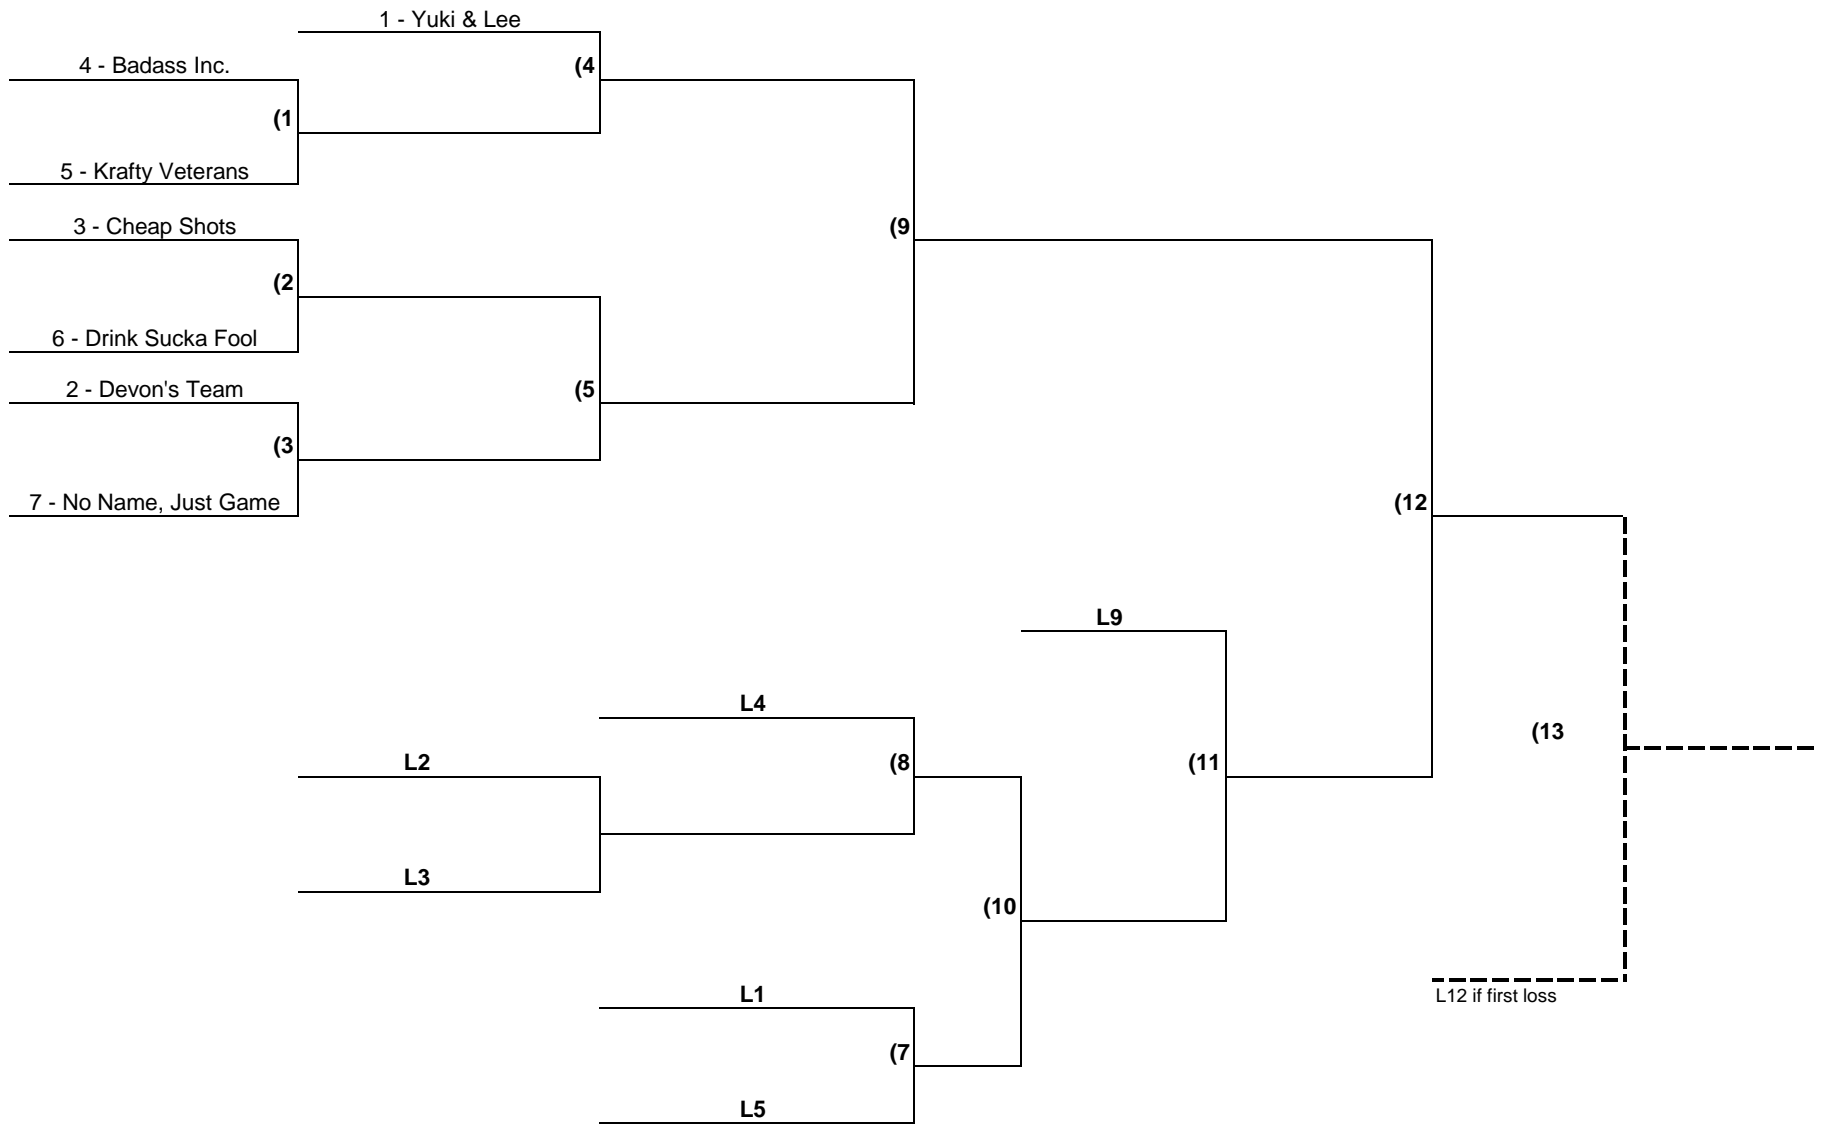 1 - Yuki & Lee
4 - Badass Inc.
(4
(1
5 - Krafty Veterans
3 - Cheap Shots
(9
(2
6 - Drink Sucka Fool
2 - Devon's Team
(5
(3
7 - No Name, Just Game
(12
L9
L4
(13
L2
(8
(11
L3
(10
L1
L12 if first loss
(7
L5